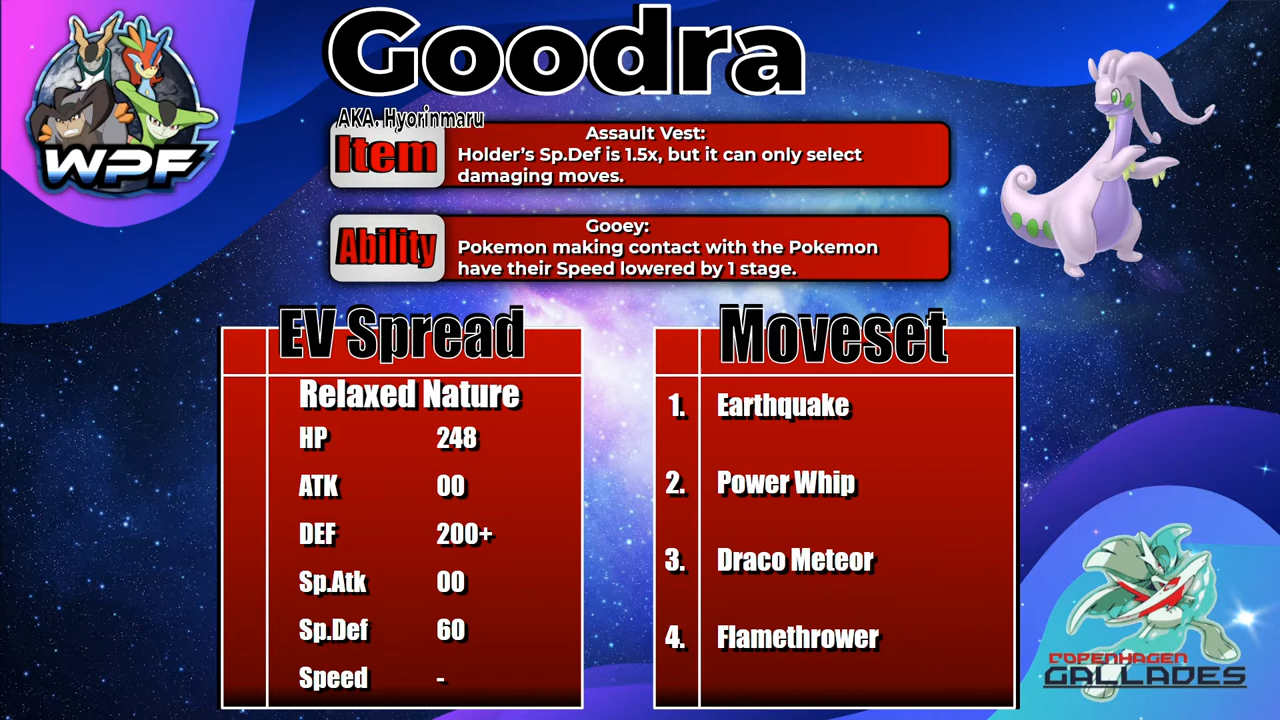 Goodra
AKA. Hyorinmaru
WPF
Item
Assault Vest:
Holder's Sp.Def is 1.5x, but it can only select
damaging moves.
Ability
Gooey:
Pokemon making contact with the Pokemon
have their Speed lowered by 1 stage.
EV Spread
Relaxed Nature
HP 248
ATK 00
DEF 200+
Sp.Atk 00
Sp.Def 60
Speed -
Moveset
1. Earthquake
2. Power Whip
3. Draco Meteor
4. Flamethrower
COPENHAGEN
GALLADES